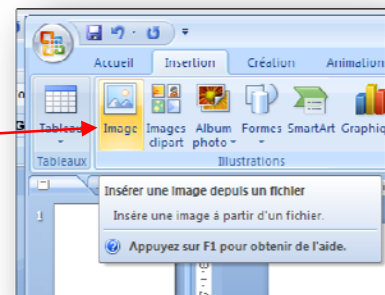 Accueil Insertion Création Animation
Tableau Image Images clipart Album photo Formes SmartArt Graphiq
Tableaux Illustrations
Insérer une image depuis un fichier
Insère une image à partir d'un fichier.
Appuyez sur F1 pour obtenir de l'aide.
1